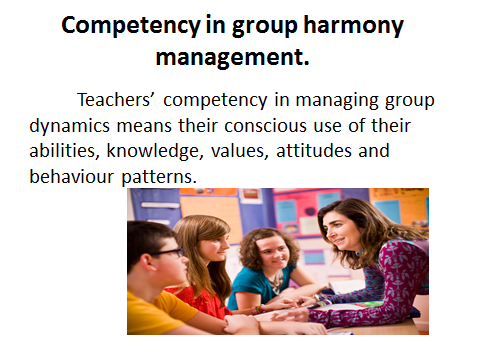 Competency in group harmony
management.
Teachers’ competency in managing group
dynamics means their conscious use of their
abilities, knowledge, values, attitudes and
behaviour patterns.